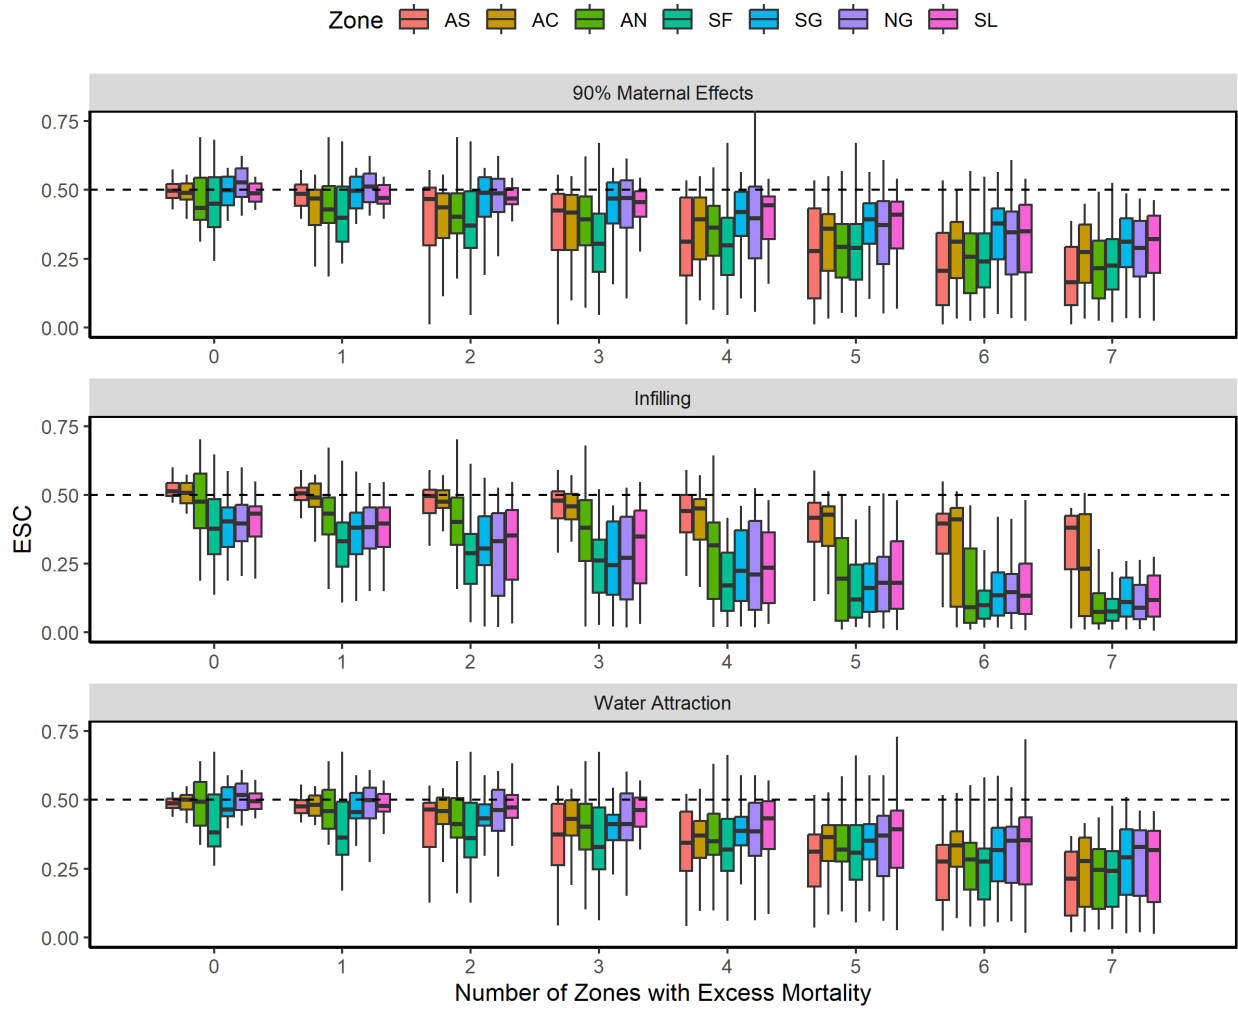 Zone AS AC AN SF SG NG SL
90% Maternal Effects
0.75
0.50
0.25
0.00
0 1 2 3 4 5 6 7
Infilling
0.75
0.50
0.25
0.00
0 1 2 3 4 5 6 7
ESC
Water Attraction
0.75
0.50
0.25
0.00
0 1 2 3 4 5 6 7
Number of Zones with Excess Mortality